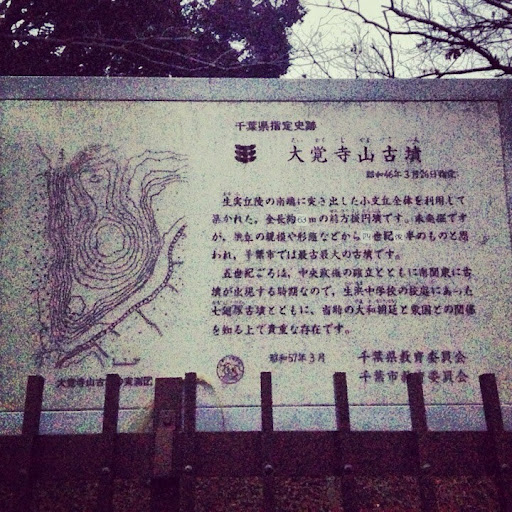 千葉県指定史跡
大覚寺山古墳
昭和46年3月26日指定
生実丘陵の南端に突き出した小支丘全体を利用して
築かれた,全長約63mの前方後円墳です。未発掘です
が,墳丘の規模や形態などから四世紀後半のものと思
われ,千葉市では最古最大の古墳です。
五世紀ごろは,中央政権の確立とともに南関東に古
墳が出現する時期なので,生浜中学校の校庭にあった
七廻塚古墳とともに,当時の大和朝廷と東国との関係
を知る上で貴重な存在です。
昭和57年3月
千葉県教育委員会
千葉市教育委員会
大覚寺山古の実測図